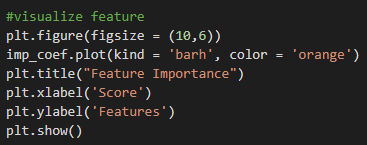 #visualize feature
plt.figure(figsize = (10,6))
imp_coef.plot(kind = 'barh', color = 'orange')
plt.title("Feature Importance")
plt.xlabel('Score')
plt.ylabel('Features')
plt.show()